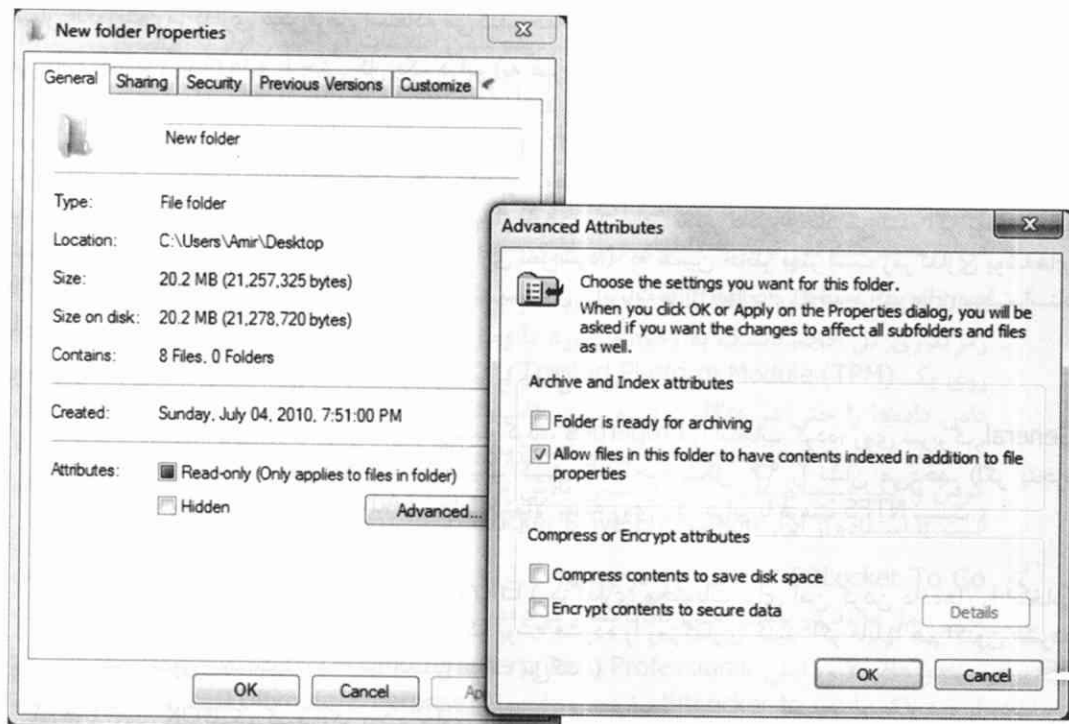 New folder Properties
General Sharing Security Previous Versions Customize
New folder
Type: File folder
Location: C:\Users\Amir\Desktop
Size: 20.2 MB (21,257,325 bytes)
Size on disk: 20.2 MB (21,278,720 bytes)
Contains: 8 Files, 0 Folders
Created: Sunday, July 04, 2010, 7:51:00 PM
Attributes: Read-only (Only applies to files in folder)
Hidden
Advanced...
OK Cancel
Advanced Attributes
Choose the settings you want for this folder.
When you click OK or Apply on the Properties dialog, you will be
asked if you want the changes to affect all subfolders and files
as well.
Archive and Index attributes
Folder is ready for archiving
Allow files in this folder to have contents indexed in addition to file
properties
Compress or Encrypt attributes
Compress contents to save disk space
Encrypt contents to secure data
Details
OK Cancel